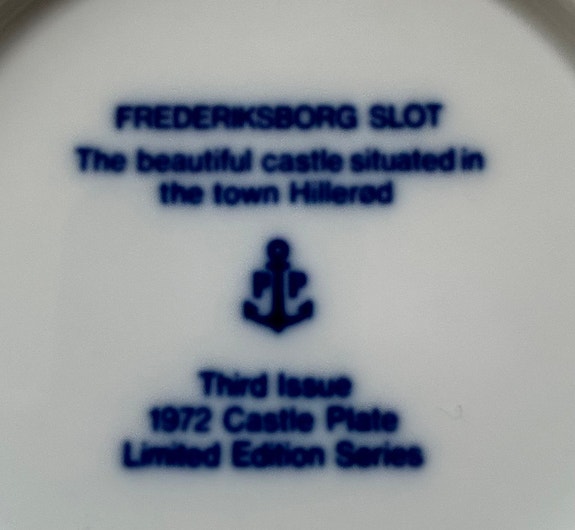 FREDERIKSBORG SLOT
The beautiful castle situated in
the town Hillerød
P P
Third Issue
1972 Castle Plate
Limited Edition Series